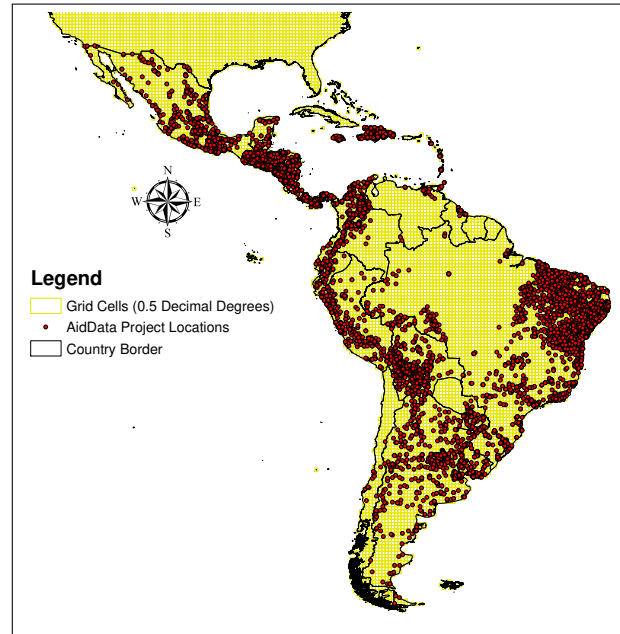 N
W E
S
Legend
Grid Cells (0.5 Decimal Degrees)
AidData Project Locations
Country Border